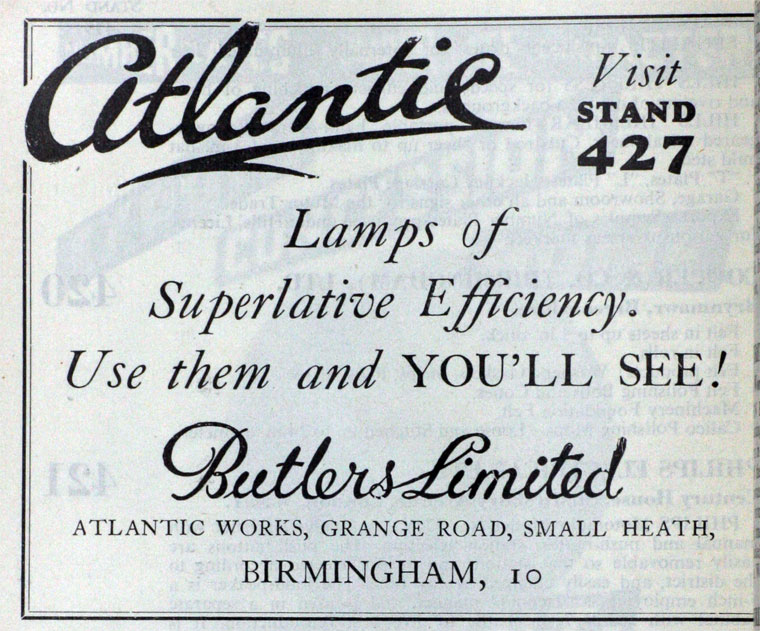 Atlantic
Visit
STAND
427
Lamps of
Superlative Efficiency.
Use them and YOU'LL SEE!
Butlers Limited
ATLANTIC WORKS, GRANGE ROAD, SMALL HEATH,
BIRMINGHAM, 10